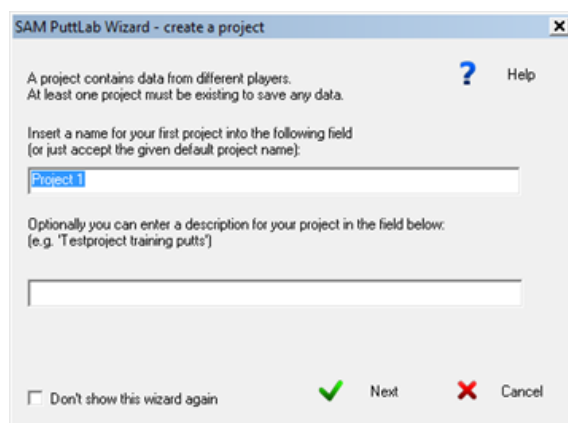 SAM PuttLab Wizard - create a project
A project contains data from different players.
At least one project must be existing to save any data.
Help
Insert a name for your first project into the following field
(or just accept the given default project name):
Project 1
Optionally you can enter a description for your project in the field below:
(e.g. 'Testproject training putts')
Don't show this wizard again
Next
Cancel